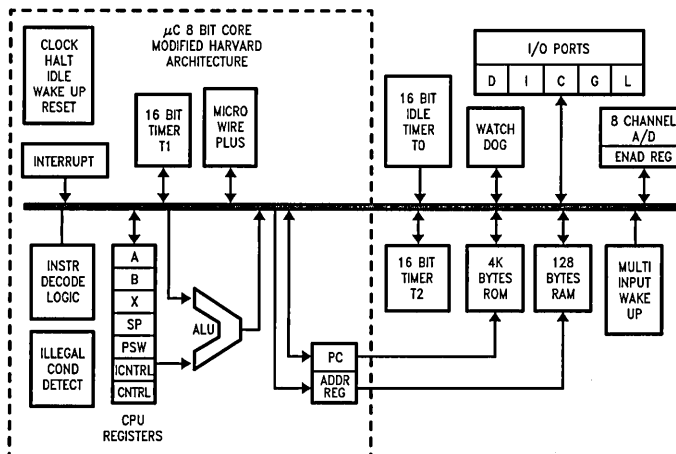 CLOCK
HALT
IDLE
WAKE UP
RESET
μC 8 BIT CORE
MODIFIED HARVARD
ARCHITECTURE
16 BIT
TIMER
T1
MICRO
WIRE
PLUS
INTERRUPT
I/O PORTS
D I C G L
16 BIT
IDLE
TIMER
T0
WATCH
DOG
8 CHANNEL
A/D
ENAD REG
INSTR
DECODE
LOGIC
ILLEGAL
COND
DETECT
A
B
X
SP
PSW
ICNTRL
CNTRL
CPU
REGISTERS
ALU
PC
ADDR
REG
16 BIT
TIMER
T2
4K
BYTES
ROM
128
BYTES
RAM
MULTI
INPUT
WAKE
UP